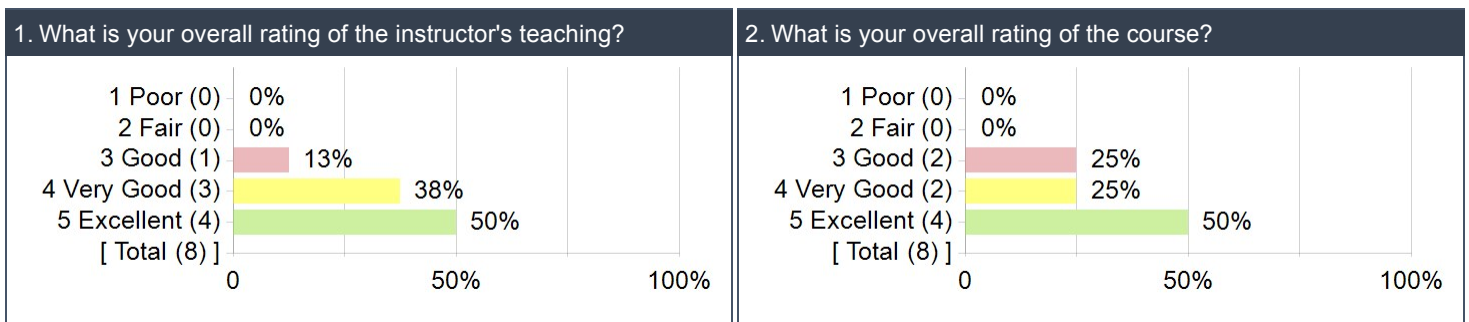 1. What is your overall rating of the instructor's teaching?
1 Poor (0) 0%
2 Fair (0) 0%
3 Good (1) 13%
4 Very Good (3) 38%
5 Excellent (4) 50%
[ Total (8) ]
0 50% 100%
2. What is your overall rating of the course?
1 Poor (0) 0%
2 Fair (0) 0%
3 Good (2) 25%
4 Very Good (2) 25%
5 Excellent (4) 50%
[ Total (8) ]
0 50% 100%